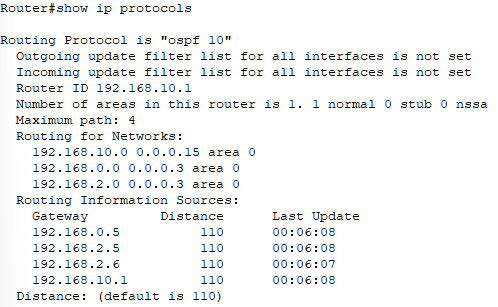 Router#show ip protocols
Routing Protocol is "ospf 10"
Outgoing update filter list for all interfaces is not set
Incoming update filter list for all interfaces is not set
Router ID 192.168.10.1
Number of areas in this router is 1. 1 normal 0 stub 0 nssa
Maximum path: 4
Routing for Networks:
192.168.10.0 0.0.0.15 area 0
192.168.0.0 0.0.0.3 area 0
192.168.2.0 0.0.0.3 area 0
Routing Information Sources:
Gateway Distance Last Update
192.168.0.5 110 00:06:08
192.168.2.5 110 00:06:08
192.168.2.6 110 00:06:07
192.168.10.1 110 00:06:08
Distance: (default is 110)